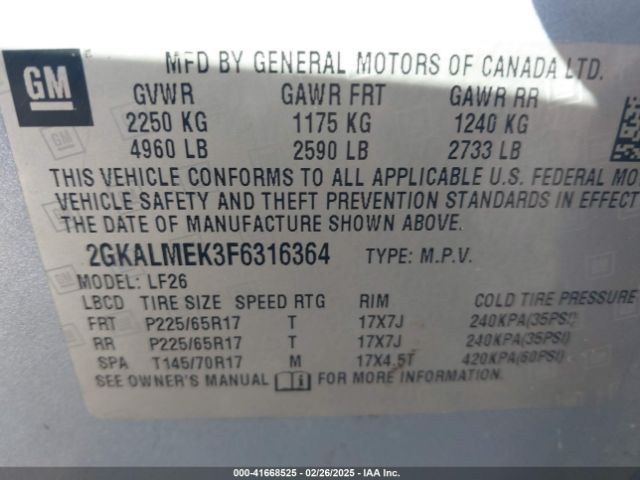 GM
MFD BY GENERAL MOTORS OF CANADA LTD.
GVWR GAWR FRT GAWR RR
2250 KG 1175 KG 1240 KG
4960 LB 2590 LB 2733 LB
THIS VEHICLE CONFORMS TO ALL APPLICABLE U.S. FEDERAL MO
VEHICLE SAFETY AND THEFT PREVENTION STANDARDS IN EFFECT
THE DATE OF MANUFACTURE SHOWN ABOVE.
2GKALMEK3F6316364 TYPE: M.P.V.
MODEL: LF26
LBCD TIRE SIZE SPEED RTG RIM COLD TIRE PRESSURE
FRT P225/65R17 T 17X7J 240KPA(35PSI)
RR P225/65R17 T 17X7J 240KPA(35PSI)
SPA T145/70R17 M 17X4.5T 420KPA(60PSI)
SEE OWNER'S MANUAL i FOR MORE INFORMATION.
000-41668525 - 02/26/2025 - IAA Inc.